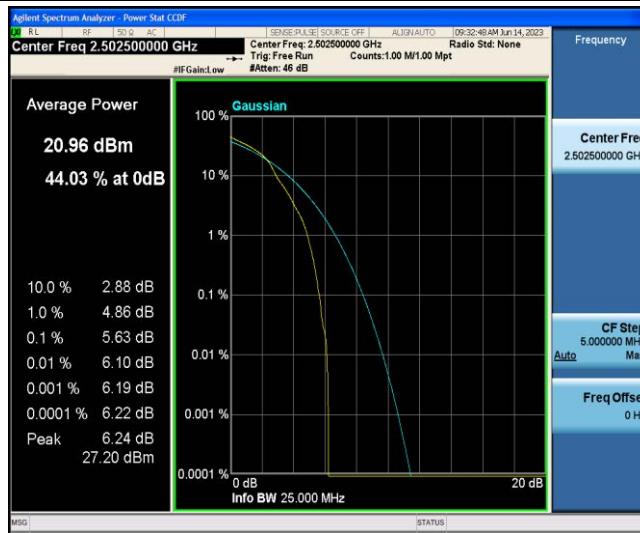 Agilent Spectrum Analyzer - Power Stat CCDF
RL RF 50 Ω AC SENSE:PULSE SOURCE OFF ALIGN AUTO 09:32:48 AM Jun 14, 2023
Center Freq 2.502500000 GHz
Center Freq: 2.502500000 GHz Radio Std: None
Trig: Free Run Counts:1.00 M/1.00 Mpt
#IFGain:Low #Atten: 46 dB
Frequency
Average Power
20.96 dBm
44.03 % at 0dB
10.0 % 2.88 dB
1.0 % 4.86 dB
0.1 % 5.63 dB
0.01 % 6.10 dB
0.001 % 6.19 dB
0.0001 % 6.22 dB
Peak 6.24 dB
27.20 dBm
Gaussian
100 %
10 %
1 %
0.1 %
0.01 %
0.001 %
0.0001 %
0 dB 20 dB
Info BW 25.000 MHz
Center Fre
2.502500000 GH
CF Step
5.000000 MH
Auto Ma
Freq Offse
0 H
MSG STATUS